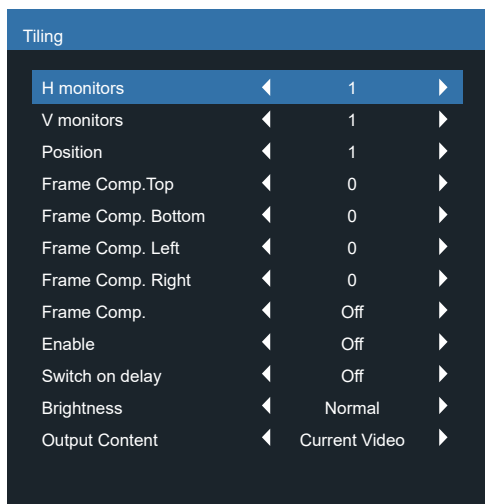 Tiling
H monitors 1
V monitors 1
Position 1
Frame Comp.Top 0
Frame Comp. Bottom 0
Frame Comp. Left 0
Frame Comp. Right 0
Frame Comp. Off
Enable Off
Switch on delay Off
Brightness Normal
Output Content Current Video